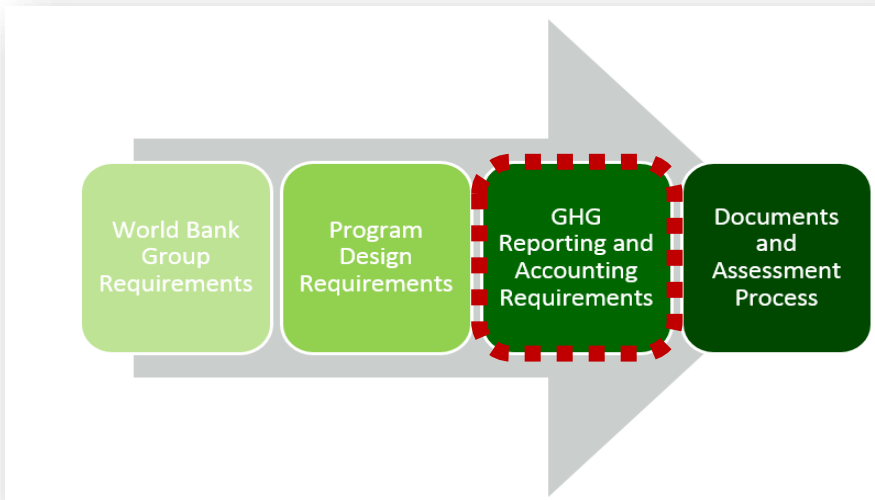 World Bank
Group
Requirements
Program
Design
Requirements
GHG
Reporting and
Accounting
Requirements
Documents
and
Assessment
Process